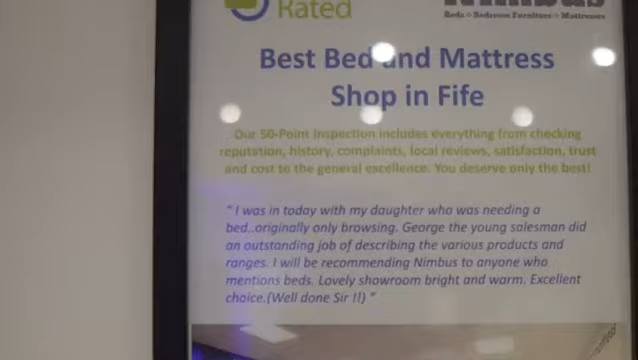 Rated
Nimbus
Beds Bedroom Furniture Mattresses
Best Bed and Mattress
Shop in Fife
Our 50-Point Inspection includes everything from checking
reputation, history, complaints, local reviews, satisfaction, trust
and cost to the general excellence. You deserve only the best!
" I was in today with my daughter who was needing a
bed..originally only browsing. George the young salesman did
an outstanding job of describing the various products and
ranges. I will be recommending Nimbus to anyone who
mentions beds. Lovely showroom bright and warm. Excellent
choice.(Well done Sir !!) "